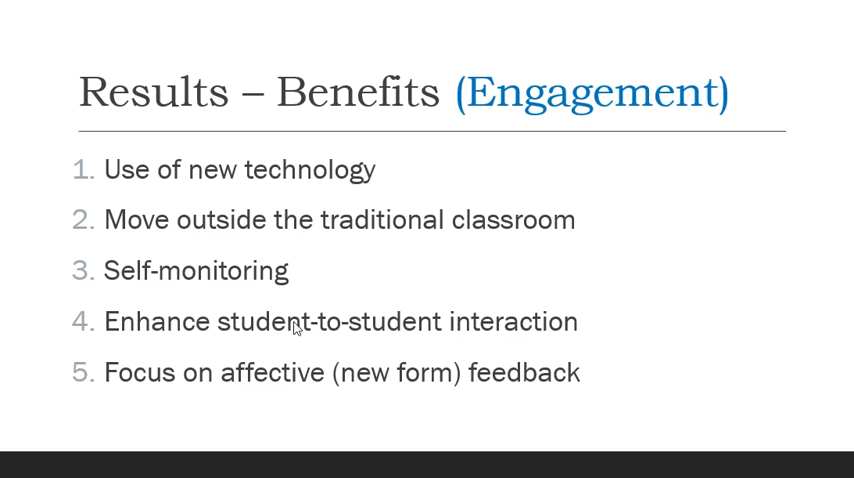 Results – Benefits (Engagement)
1. Use of new technology
2. Move outside the traditional classroom
3. Self-monitoring
4. Enhance student-to-student interaction
5. Focus on affective (new form) feedback